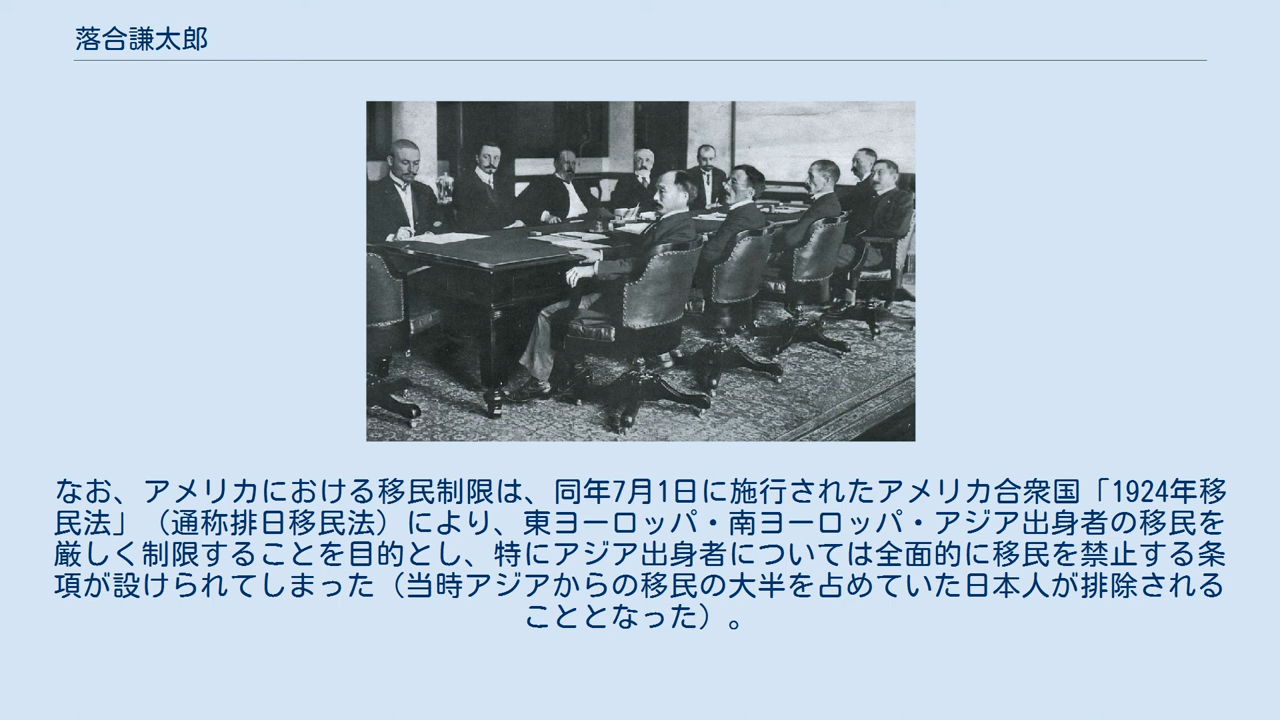 落合謙太郎
なお、アメリカにおける移民制限は、同年7月1日に施行されたアメリカ合衆国「1924年移
民法」（通称排日移民法）により、東ヨーロッパ・南ヨーロッパ・アジア出身者の移民を
厳しく制限することを目的とし、特にアジア出身者については全面的に移民を禁止する条
項が設けられてしまった（当時アジアからの移民の大半を占めていた日本人が排除される
こととなった）。